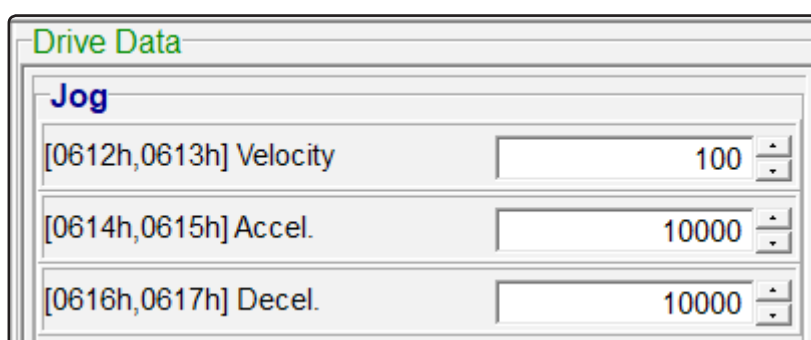 Drive Data
Jog
[0612h,0613h] Velocity 100
[0614h,0615h] Accel. 10000
[0616h,0617h] Decel. 10000